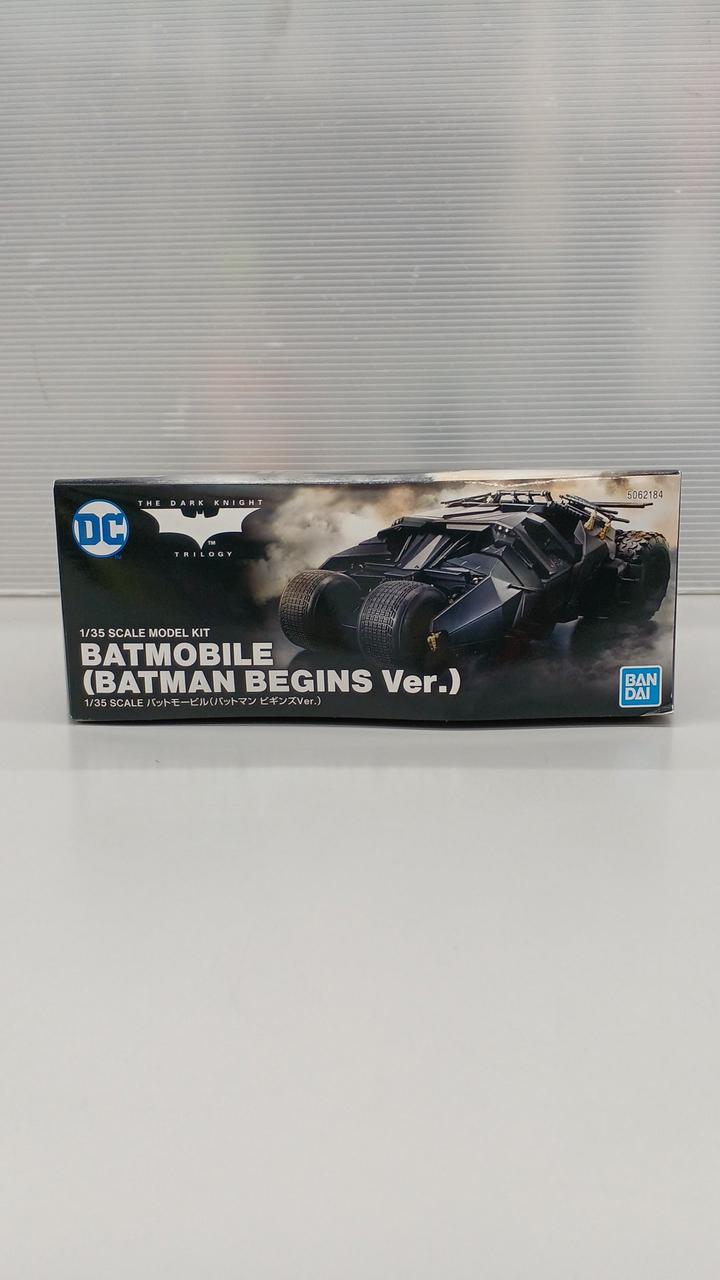 DC
THE DARK KNIGHT
TM
TRILOGY
5062184
1/35 SCALE MODEL KIT
BATMOBILE
(BATMAN BEGINS Ver.)
1/35 SCALE バットモービル(バットマン ビギンズVer.)
BAN
DAI